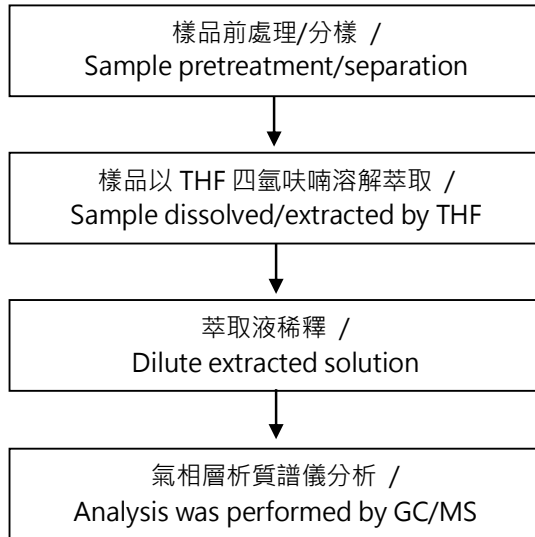 樣品前處理/分樣 /
Sample pretreatment/separation
樣品以 THF 四氫呋喃溶解萃取 /
Sample dissolved/extracted by THF
萃取液稀釋 /
Dilute extracted solution
氣相層析質譜儀分析 /
Analysis was performed by GC/MS